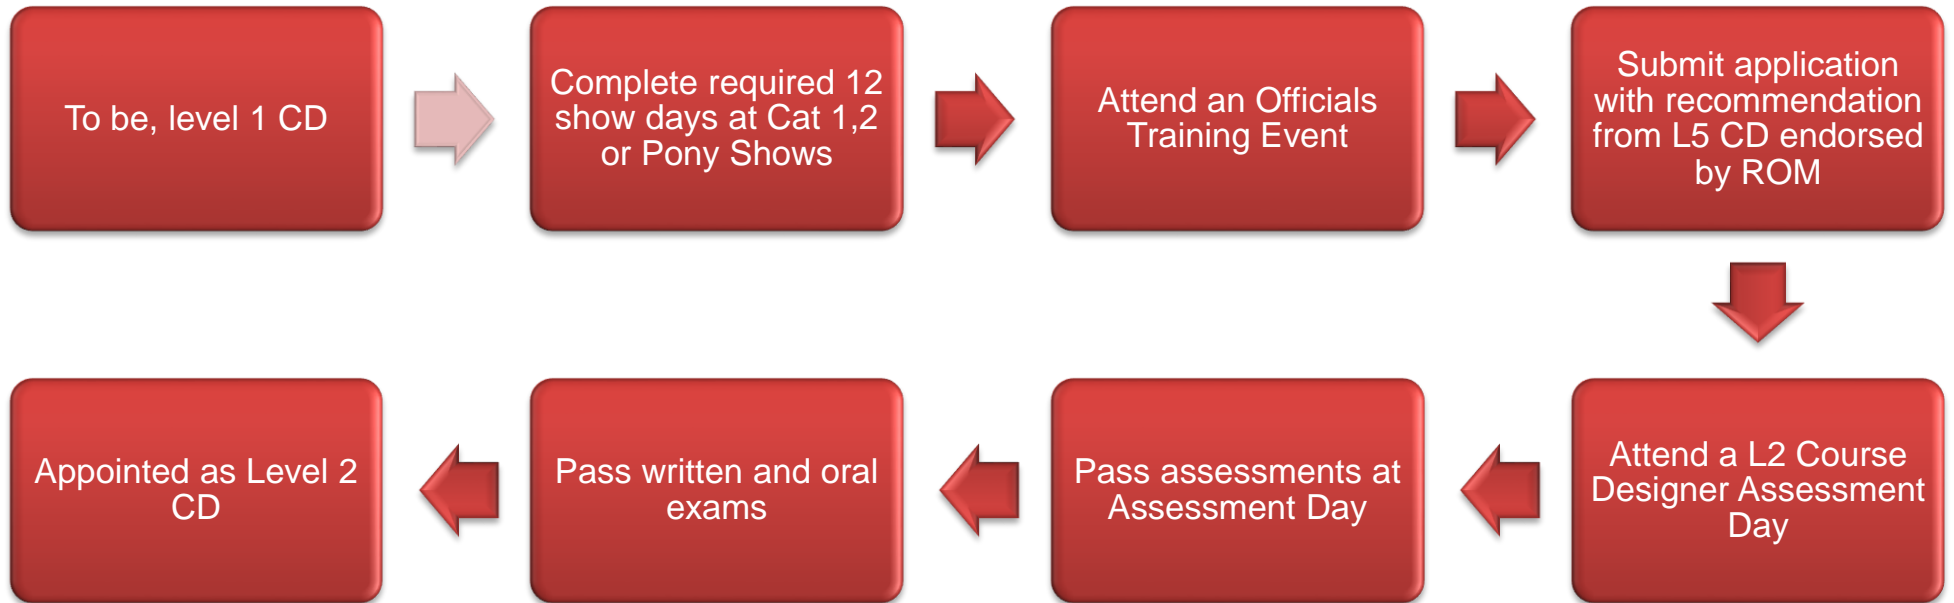 To be, level 1 CD
Complete required 12
show days at Cat 1,2
or Pony Shows
Attend an Officials
Training Event
Submit application
with recommendation
from L5 CD endorsed
by ROM
Attend a L2 Course
Designer Assessment
Day
Pass assessments at
Assessment Day
Pass written and oral
exams
Appointed as Level 2
CD